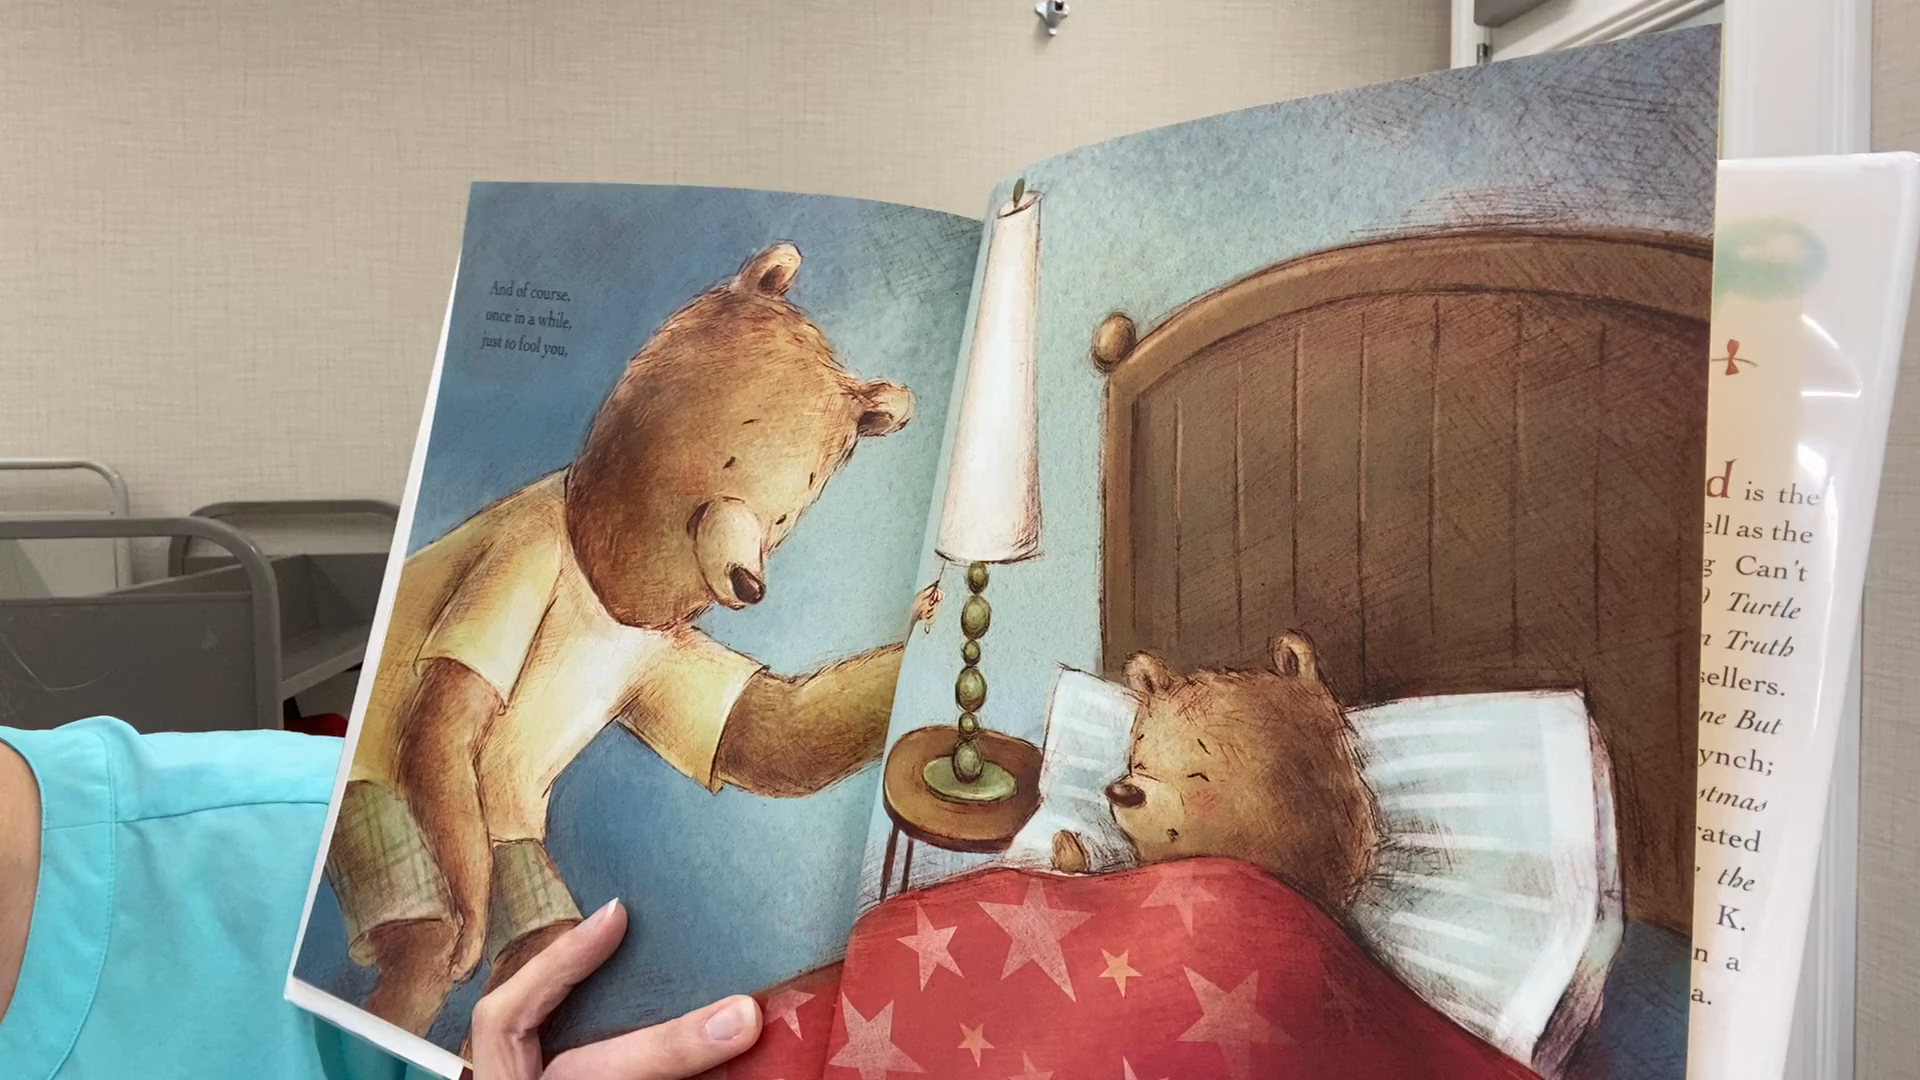 And of course,
once in a while,
just to fool you,
d is the
ell as the
g Can't
) Turtle
n Truth
sellers.
ne But
ynch;
stmas
rated
the
K.
n a
a.